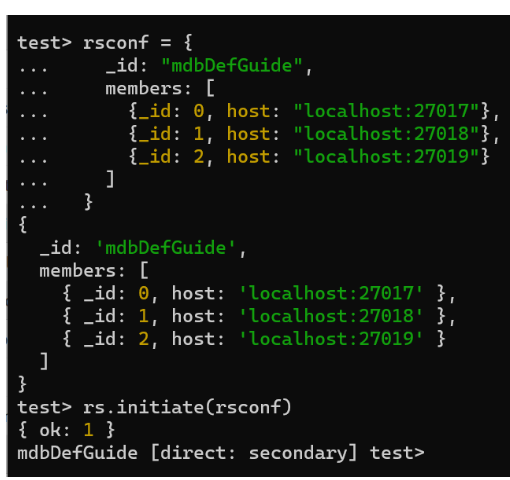 test> rsconf = {
...     _id: "mdbDefGuide",
...     members: [
...       {_id: 0, host: "localhost:27017"},
...       {_id: 1, host: "localhost:27018"},
...       {_id: 2, host: "localhost:27019"}
...     ]
...   }
{
  _id: 'mdbDefGuide',
  members: [
    { _id: 0, host: 'localhost:27017' },
    { _id: 1, host: 'localhost:27018' },
    { _id: 2, host: 'localhost:27019' }
  ]
}
test> rs.initiate(rsconf)
{ ok: 1 }
mdbDefGuide [direct: secondary] test>